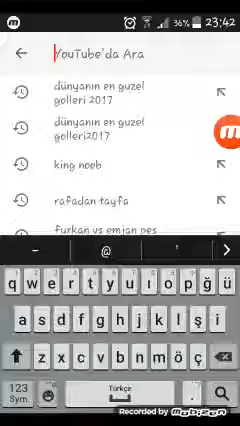 36% 23:42
YouTube'da Ara
dünyanın en guzel
golleri 2017
dünyanın en guzel
golleri2017
king noob
rafadan tayfa
furkan vs emjan pes
- @ '
q w e r t y u ı o p ğ ü
a s d f g h j k l ş i
z x c v b n m ö ç
123
Sym
Türkçe
.
Recorded by Mobizen